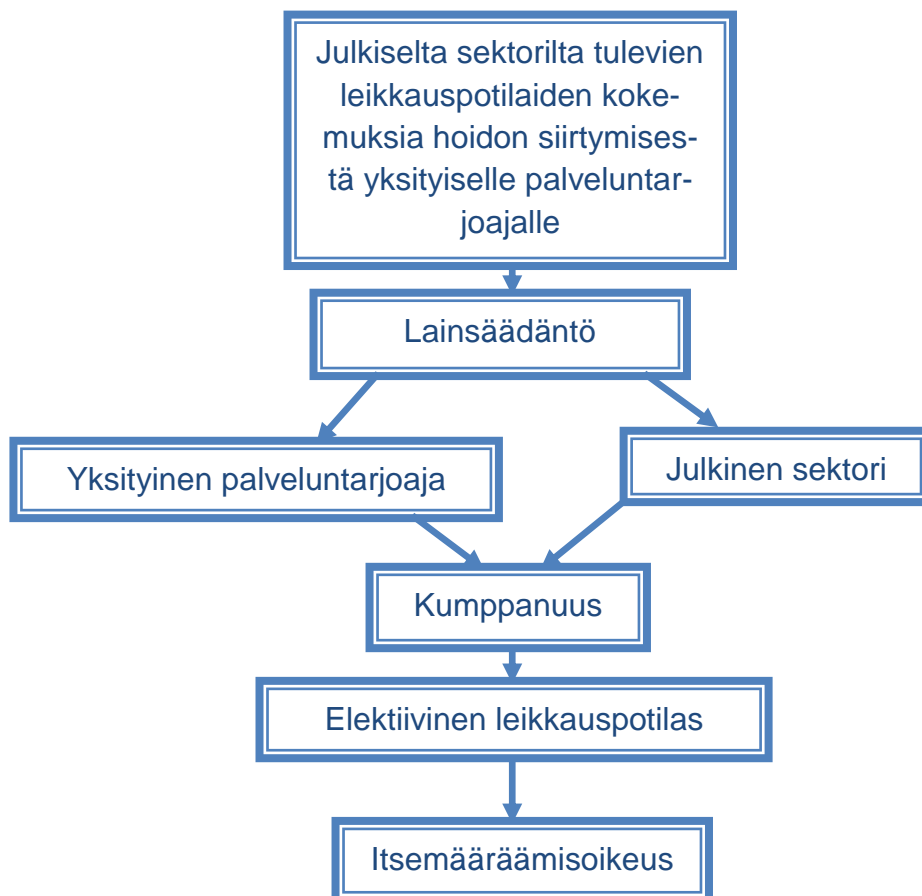 Julkiselta sektorilta tulevien
leikkauspotilaiden koke-
muksia hoidon siirtymises-
tä yksityiselle palveluntar-
joajalle
Lainsäädäntö
Yksityinen palveluntarjoaja
Julkinen sektori
Kumppanuus
Elektiivinen leikkauspotilas
Itsemääräämisoikeus